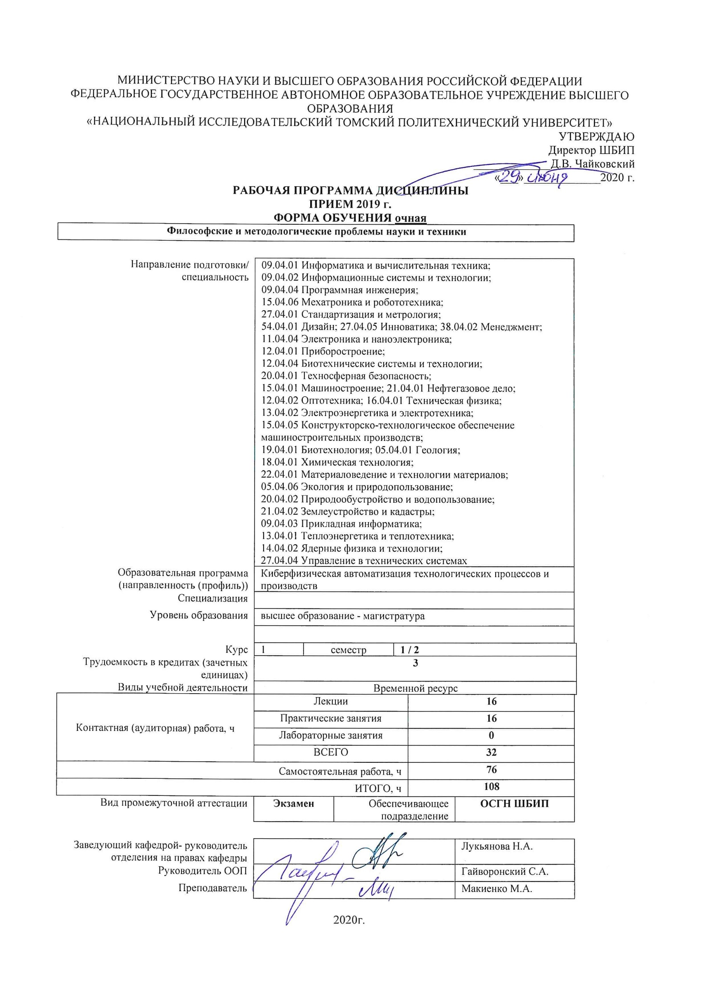 МИНИСТЕРСТВО НАУКИ И ВЫСШЕГО ОБРАЗОВАНИЯ РОССИЙСКОЙ ФЕДЕРАЦИИ
ФЕДЕРАЛЬНОЕ ГОСУДАРСТВЕННОЕ АВТОНОМНОЕ ОБРАЗОВАТЕЛЬНОЕ УЧРЕЖДЕНИЕ ВЫСШЕГО
ОБРАЗОВАНИЯ
«НАЦИОНАЛЬНЫЙ ИССЛЕДОВАТЕЛЬСКИЙ ТОМСКИЙ ПОЛИТЕХНИЧЕСКИЙ УНИВЕРСИТЕТ»
УТВЕРЖДАЮ
Директор ШБИП
Д.В. Чайковский
«29» июня 2020 г.
РАБОЧАЯ ПРОГРАММА ДИСЦИПЛИНЫ
ПРИЕМ 2019 г.
ФОРМА ОБУЧЕНИЯ очная
Философские и методологические проблемы науки и техники
Направление подготовки/
специальность
09.04.01 Информатика и вычислительная техника;
09.04.02 Информационные системы и технологии;
09.04.04 Программная инженерия;
15.04.06 Мехатроника и робототехника;
27.04.01 Стандартизация и метрология;
54.04.01 Дизайн; 27.04.05 Инноватика; 38.04.02 Менеджмент;
11.04.04 Электроника и наноэлектроника;
12.04.01 Приборостроение;
12.04.04 Биотехнические системы и технологии;
20.04.01 Техносферная безопасность;
15.04.01 Машиностроение; 21.04.01 Нефтегазовое дело;
12.04.02 Оптотехника; 16.04.01 Техническая физика;
13.04.02 Электроэнергетика и электротехника;
15.04.05 Конструкторско-технологическое обеспечение
машиностроительных производств;
19.04.01 Биотехнология; 05.04.01 Геология;
18.04.01 Химическая технология;
22.04.01 Материаловедение и технологии материалов;
05.04.06 Экология и природопользование;
20.04.02 Природообустройство и водопользование;
21.04.02 Землеустройство и кадастры;
09.04.03 Прикладная информатика;
13.04.01 Теплоэнергетика и теплотехника;
14.04.02 Ядерные физика и технологии;
27.04.04 Управление в технических системах
Образовательная программа
(направленность (профиль))
Киберфизическая автоматизация технологических процессов и
производств
Специализация
Уровень образования высшее образование - магистратура
Курс 1 семестр 1 / 2
Трудоемкость в кредитах (зачетных
единицах)
3
Виды учебной деятельности Временной ресурс
Контактная (аудиторная) работа, ч
Лекции 16
Практические занятия 16
Лабораторные занятия 0
ВСЕГО 32
Самостоятельная работа, ч 76
ИТОГО, ч 108
Вид промежуточной аттестации Экзамен
Обеспечивающее
подразделение
ОСГН ШБИП
Заведующий кафедрой- руководитель
отделения на правах кафедры
Лукьянова Н.А.
Руководитель ООП Гайворонский С.А.
Преподаватель Макиенко М.А.
2020г.